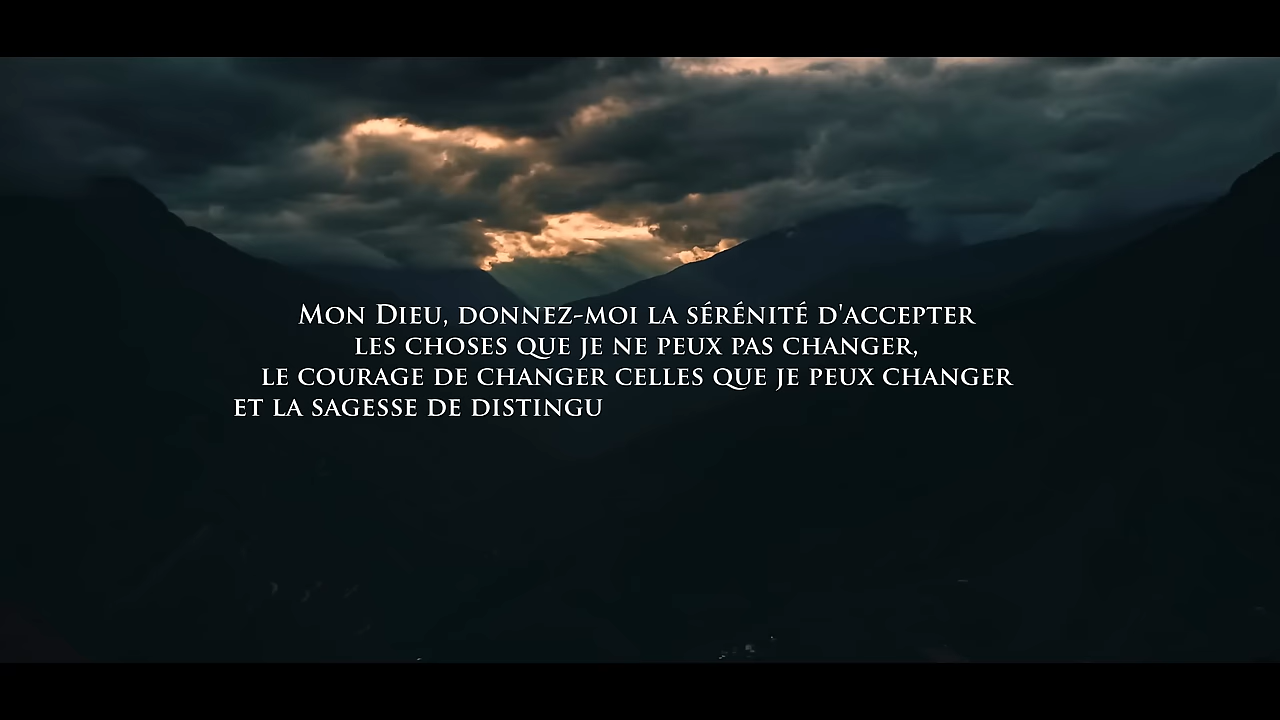 Mon Dieu, donnez-moi la sérénité d'accepter
les choses que je ne peux pas changer,
le courage de changer celles que je peux changer
et la sagesse de distingu